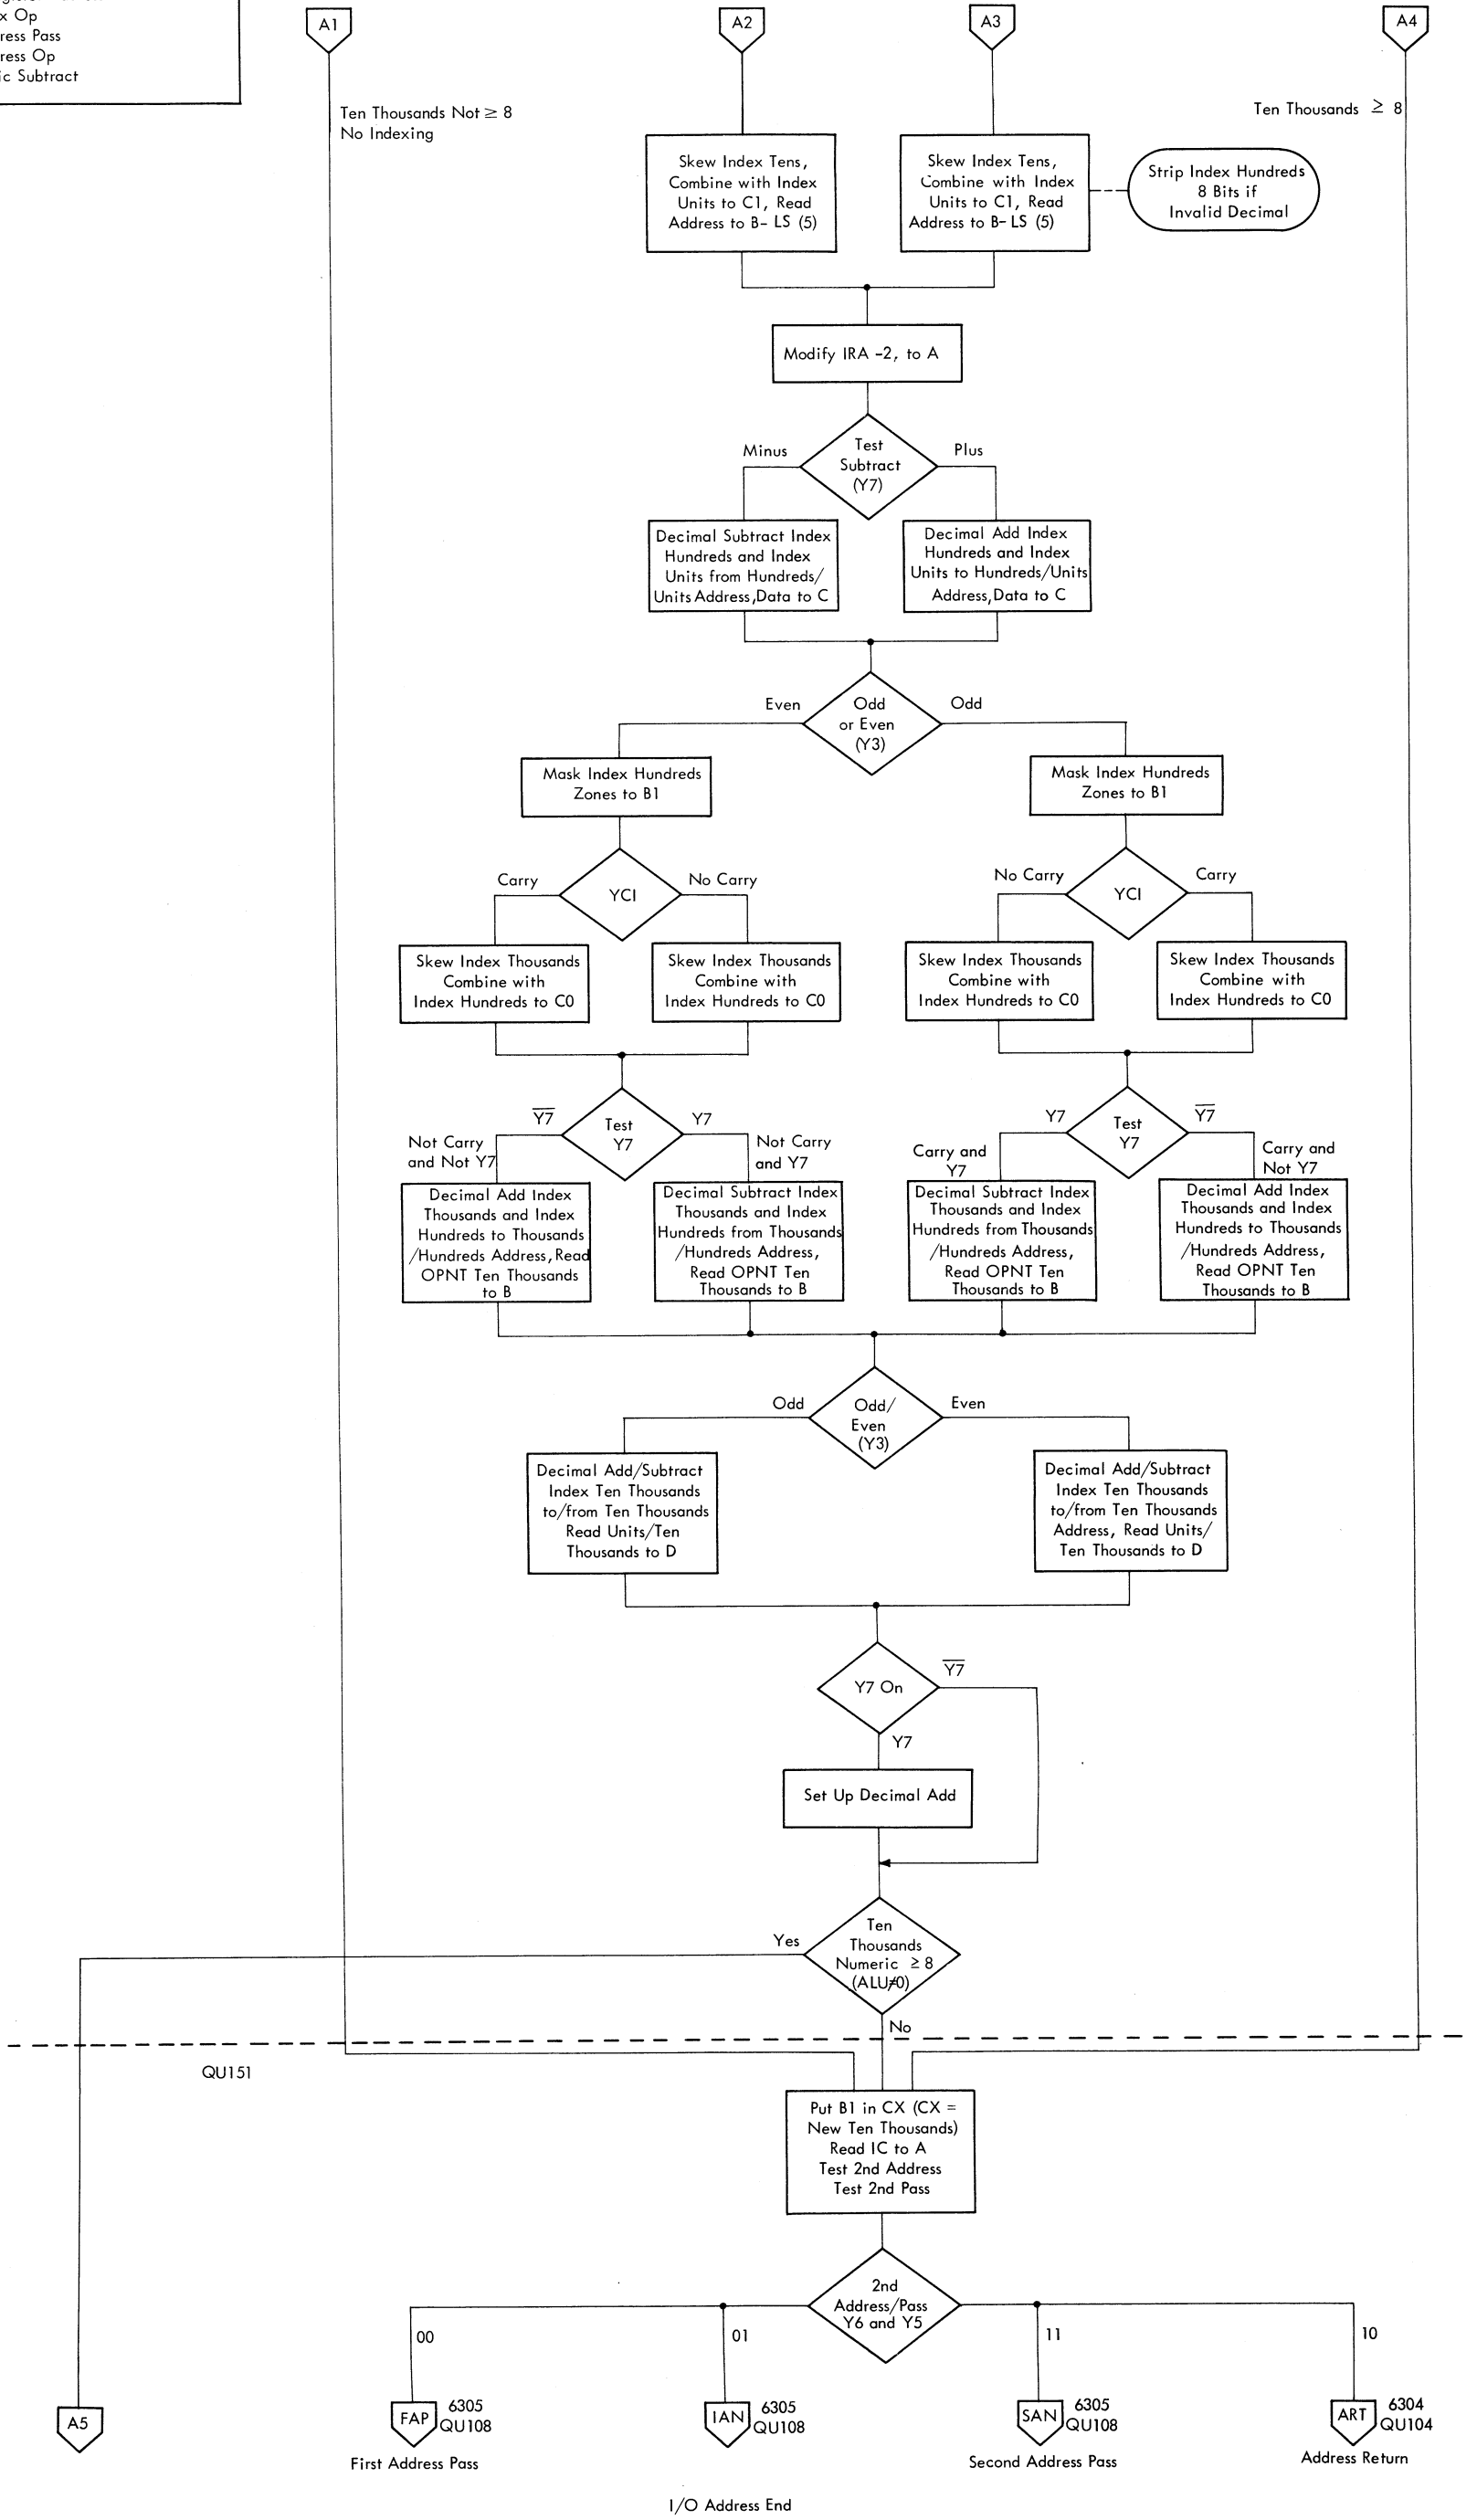 x Op
ress Pass
ress Op
ic Subtract
A1
A2
A3
A4
Ten Thousands Not ≥ 8
No Indexing
Ten Thousands ≥ 8
Skew Index Tens,
Combine with Index
Units to C1, Read
Address to B- LS (5)
Skew Index Tens,
Combine with Index
Units to C1, Read
Address to B- LS (5)
Strip Index Hundreds
8 Bits if
Invalid Decimal
Modify IRA -2, to A
Test
Subtract
(Y7)
Minus
Plus
Decimal Subtract Index
Hundreds and Index
Units from Hundreds/
Units Address,Data to C
Decimal Add Index
Hundreds and Index
Units to Hundreds/Units
Address,Data to C
Odd
or Even
(Y3)
Even
Odd
Mask Index Hundreds
Zones to B1
Mask Index Hundreds
Zones to B1
Carry
YCI
No Carry
No Carry
YCI
Carry
Skew Index Thousands
Combine with
Index Hundreds to C0
Skew Index Thousands
Combine with
Index Hundreds to C0
Skew Index Thousands
Combine with
Index Hundreds to C0
Skew Index Thousands
Combine with
Index Hundreds to C0
Y̅7̅
Test
Y7
Y7
Not Carry
and Not Y7
Not Carry
and Y7
Y7
Test
Y7
Y̅7̅
Carry and
Y7
Carry and
Not Y7
Decimal Add Index
Thousands and Index
Hundreds to Thousands
/Hundreds Address, Read
OPNT Ten Thousands
to B
Decimal Subtract Index
Thousands and Index
Hundreds from Thousands
/Hundreds Address,
Read OPNT Ten
Thousands to B
Decimal Subtract Index
Thousands and Index
Hundreds from Thousands
/Hundreds Address,
Read OPNT Ten
Thousands to B
Decimal Add Index
Thousands and Index
Hundreds to Thousands
/Hundreds Address,
Read OPNT Ten
Thousands to B
Odd
Odd/
Even
(Y3)
Even
Decimal Add/Subtract
Index Ten Thousands
to/from Ten Thousands
Read Units/Ten
Thousands to D
Decimal Add/Subtract
Index Ten Thousands
to/from Ten Thousands
Address, Read Units/
Ten Thousands to D
Y7 On
Y̅7̅
Y7
Set Up Decimal Add
Yes
Ten
Thousands
Numeric ≥ 8
(ALU≠0)
No
QU151
Put B1 in CX (CX =
New Ten Thousands)
Read IC to A
Test 2nd Address
Test 2nd Pass
2nd
Address/Pass
Y6 and Y5
00
01
11
10
A5
FAP
6305
QU108
First Address Pass
IAN
6305
QU108
I/O Address End
SAN
6305
QU108
Second Address Pass
ART
6304
QU104
Address Return